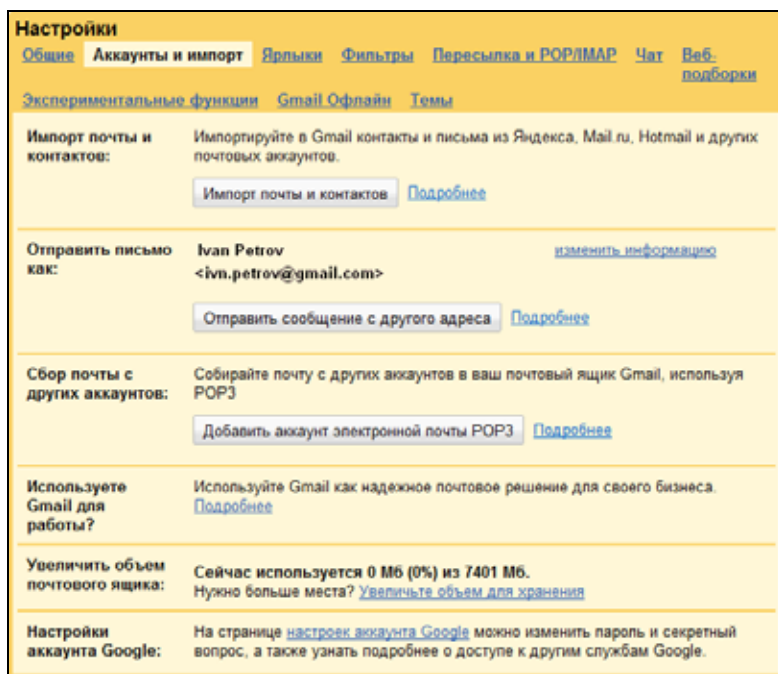 Настройки
Общие Аккаунты и импорт Ярлыки Фильтры Пересылка и POP/IMAP Чат Веб-
подборки
Экспериментальные функции Gmail Офлайн Темы
Импорт почты и
контактов:
Импортируйте в Gmail контакты и письма из Яндекса, Mail.ru, Hotmail и других
почтовых аккаунтов.
Импорт почты и контактов Подробнее
Отправить письмо
как:
Ivan Petrov
<ivn.petrov@gmail.com>
изменить информацию
Отправить сообщение с другого адреса Подробнее
Сбор почты с
других аккаунтов:
Собирайте почту с других аккаунтов в ваш почтовый ящик Gmail, используя
POP3
Добавить аккаунт электронной почты POP3 Подробнее
Используете
Gmail для
работы?
Используйте Gmail как надежное почтовое решение для своего бизнеса.
Подробнее
Увеличить объем
почтового ящика:
Сейчас используется 0 Мб (0%) из 7401 Мб.
Нужно больше места? Увеличьте объем для хранения
Настройки
аккаунта Google:
На странице настроек аккаунта Google можно изменить пароль и секретный
вопрос, а также узнать подробнее о доступе к другим службам Google.